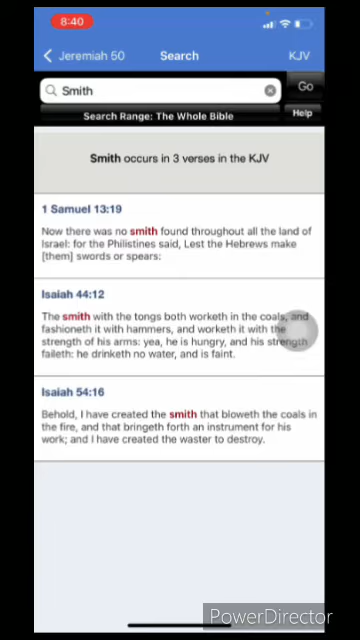 8:40
Jeremiah 50
Search
KJV
Smith
Go
Search Range: The Whole Bible
Help
Smith occurs in 3 verses in the KJV
1 Samuel 13:19
Now there was no smith found throughout all the land of
Israel: for the Philistines said, Lest the Hebrews make
[them] swords or spears:
Isaiah 44:12
The smith with the tongs both worketh in the coals, and
fashioneth it with hammers, and worketh it with the
strength of his arms: yea, he is hungry, and his strength
faileth: he drinketh no water, and is faint.
Isaiah 54:16
Behold, I have created the smith that bloweth the coals in
the fire, and that bringeth forth an instrument for his
work; and I have created the waster to destroy.
PowerDirector